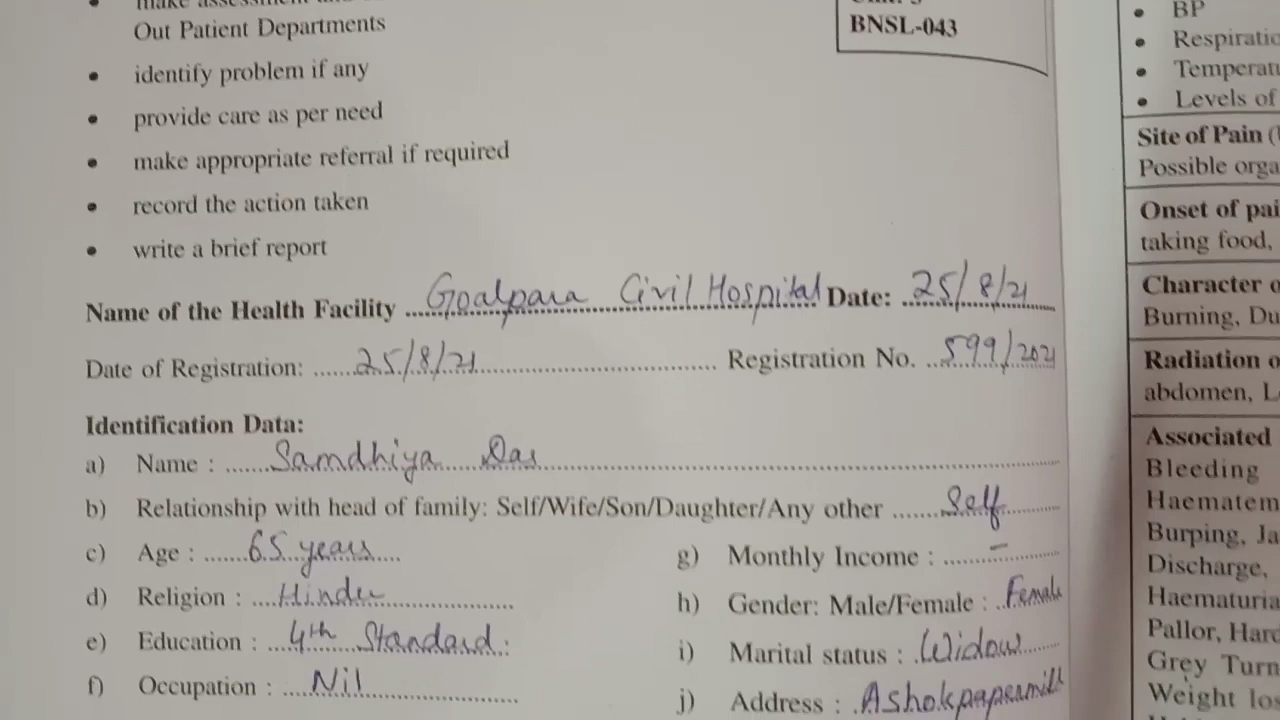 Out Patient Departments
• identify problem if any
• provide care as per need
• make appropriate referral if required
• record the action taken
• write a brief report
BNSL-043
Name of the Health Facility Goalpara Civil Hospital Date: 25/8/21
Date of Registration: 25/8/21 Registration No. 599/2021
Identification Data:
a) Name : Samdhiya Das
b) Relationship with head of family: Self/Wife/Son/Daughter/Any other Self
c) Age : 65 years
d) Religion : Hindu
e) Education : 4th Standard
f) Occupation : Nil
g) Monthly Income : –
h) Gender: Male/Female : Female
i) Marital status : Widow
j) Address : Ashokpapermill
• BP
• Respiratio
• Temperatu
• Levels of
Site of Pain (
Possible orga
Onset of pai
taking food,
Character o
Burning, Du
Radiation o
abdomen, L
Associated
Bleeding
Haematem
Burping, Ja
Discharge,
Haematuria
Pallor, Hard
Grey Turn
Weight los